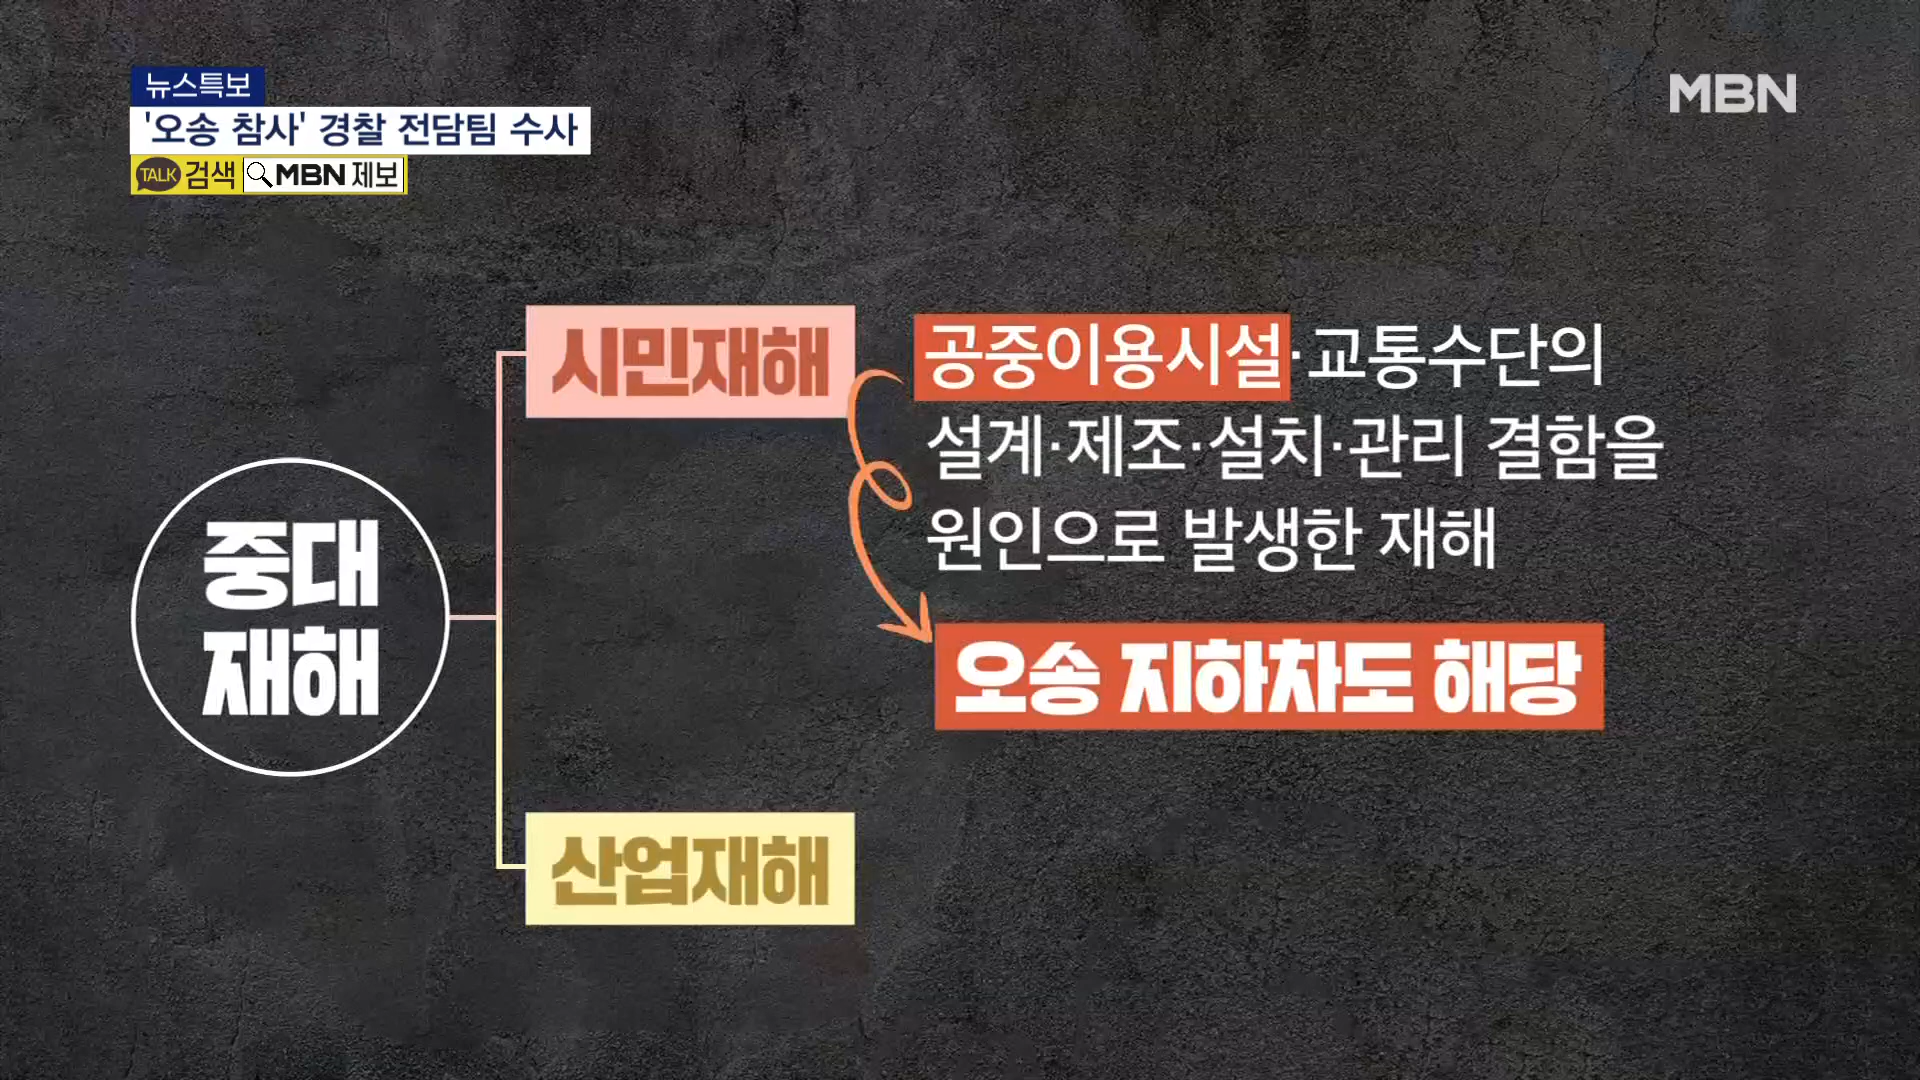 뉴스특보
MBN
'오송 참사' 경찰 전담팀 수사
TALK 검색 MBN 제보
중대
재해
시민재해
공중이용시설·교통수단의
설계·제조·설치·관리 결함을
원인으로 발생한 재해
오송 지하차도 해당
산업재해